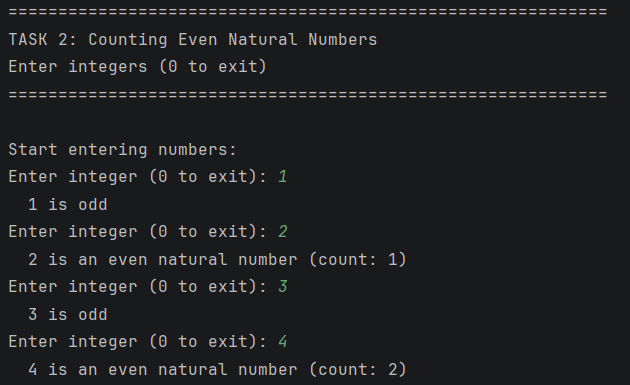 ============================================================
TASK 2: Counting Even Natural Numbers
Enter integers (0 to exit)
============================================================
Start entering numbers:
Enter integer (0 to exit): 1
1 is odd
Enter integer (0 to exit): 2
2 is an even natural number (count: 1)
Enter integer (0 to exit): 3
3 is odd
Enter integer (0 to exit): 4
4 is an even natural number (count: 2)